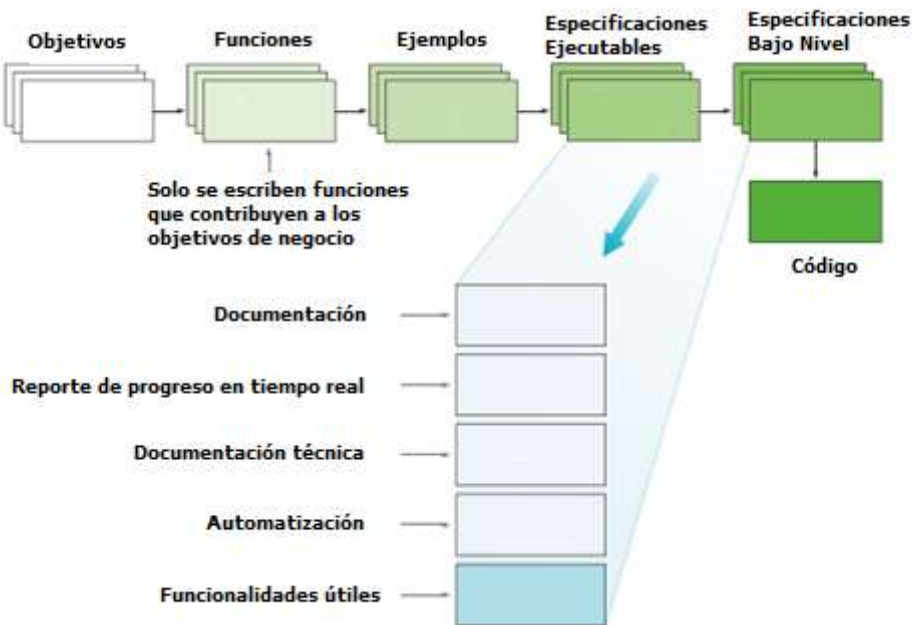 Objetivos
Funciones
Ejemplos
Especificaciones
Ejecutables
Especificaciones
Bajo Nivel
Solo se escriben funciones
que contribuyen a los
objetivos de negocio
Código
Documentación
Reporte de progreso en tiempo real
Documentación técnica
Automatización
Funcionalidades útiles